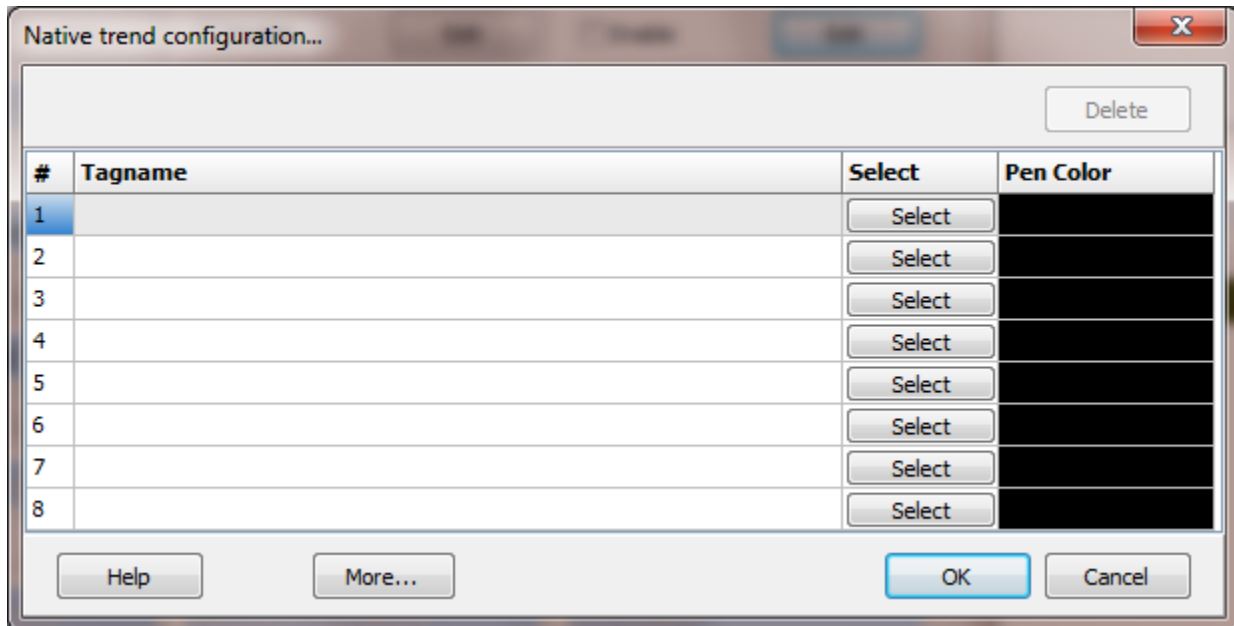 Native trend configuration...
Delete
# Tagname Select Pen Color
1 Select
2 Select
3 Select
4 Select
5 Select
6 Select
7 Select
8 Select
Help More... OK Cancel